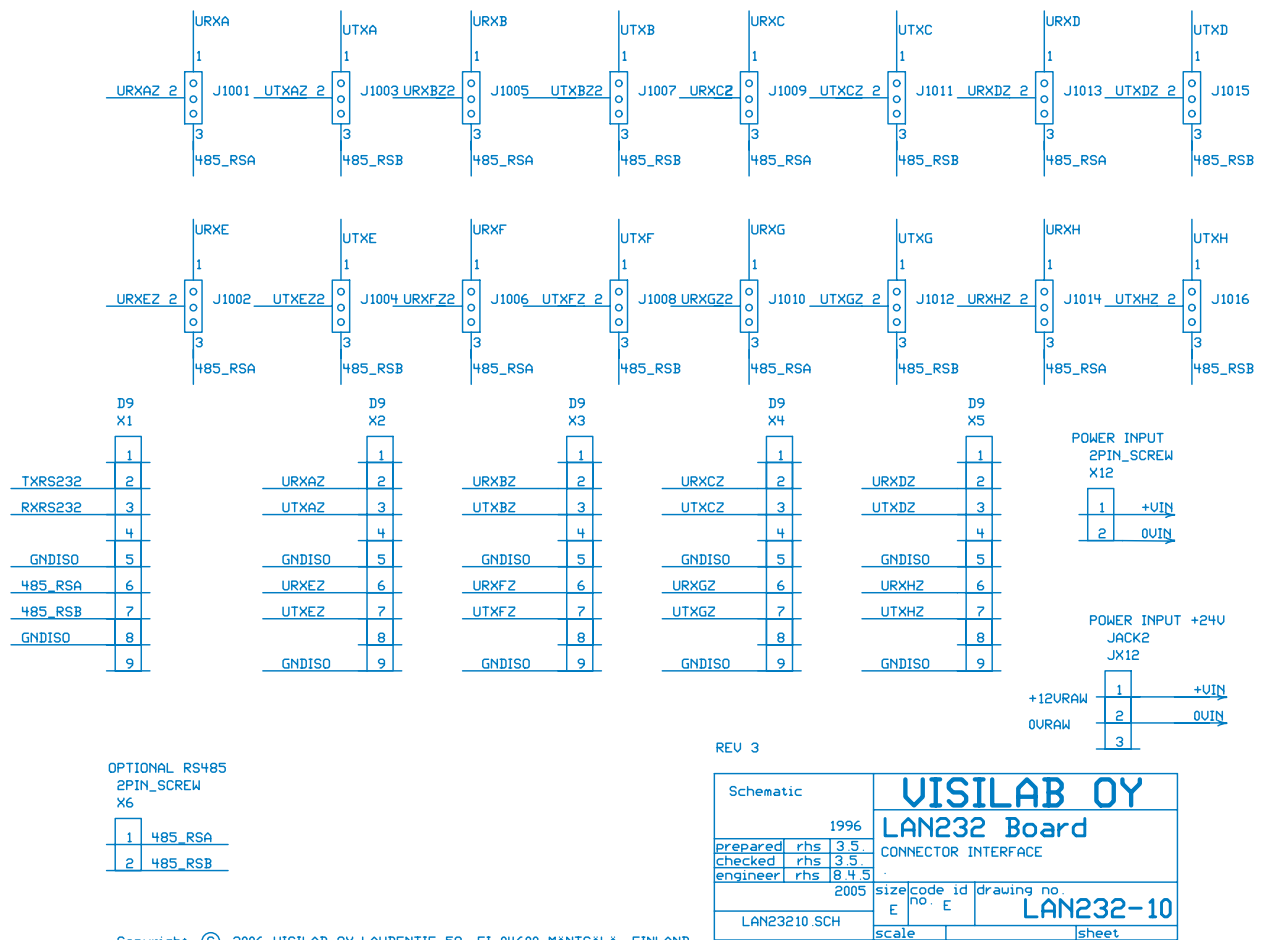 URXA UTXA URXB UTXB URXC UTXC URXD UTXD
1 1 1 1 1 1 1 1
URXAZ 2 J1001 UTXAZ 2 J1003 URXBZ2 J1005 UTXBZ2 J1007 URXC2 J1009 UTXCZ 2 J1011 URXDZ 2 J1013 UTXDZ 2 J1015
3 3 3 3 3 3 3 3
485_RSA 485_RSB 485_RSA 485_RSB 485_RSA 485_RSB 485_RSA 485_RSB
URXE UTXE URXF UTXF URXG UTXG URXH UTXH
1 1 1 1 1 1 1 1
URXEZ 2 J1002 UTXEZ2 J1004 URXFZ2 J1006 UTXFZ 2 J1008 URXGZ2 J1010 UTXGZ 2 J1012 URXHZ 2 J1014 UTXHZ 2 J1016
3 3 3 3 3 3 3 3
485_RSA 485_RSB 485_RSA 485_RSB 485_RSA 485_RSB 485_RSA 485_RSB
D9
X1
1
TXRS232 2
RXRS232 3
4
GNDISO 5
485_RSA 6
485_RSB 7
GNDISO 8
9
D9
X2
1
URXAZ 2
UTXAZ 3
4
GNDISO 5
URXEZ 6
UTXEZ 7
8
GNDISO 9
D9
X3
1
URXBZ 2
UTXBZ 3
4
GNDISO 5
URXFZ 6
UTXFZ 7
8
GNDISO 9
D9
X4
1
URXCZ 2
UTXCZ 3
4
GNDISO 5
URXGZ 6
UTXGZ 7
8
GNDISO 9
D9
X5
1
URXDZ 2
UTXDZ 3
4
GNDISO 5
URXHZ 6
UTXHZ 7
8
GNDISO 9
POWER INPUT
2PIN_SCREW
X12
1 +VIN
2 0VIN
POWER INPUT +24V
JACK2
JX12
+12VRAW 1 +VIN
0VRAW 2 0VIN
3
OPTIONAL RS485
2PIN_SCREW
X6
1 485_RSA
2 485_RSB
REV 3
Schematic
1996
prepared rhs 3.5.
checked rhs 3.5.
engineer rhs 8.4.5
2005
LAN23210.SCH
VISILAB OY
LAN232 Board
CONNECTOR INTERFACE
size E
code id no. E
drawing no.
LAN232-10
scale
sheet